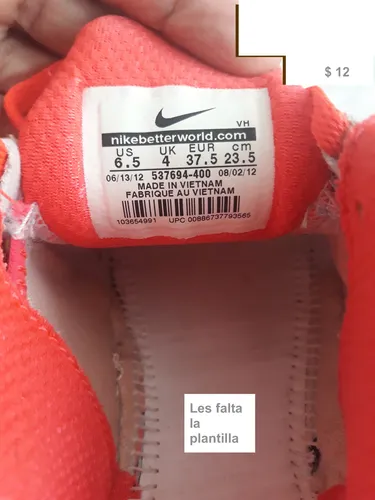 $ 12
VH
nikebetterworld.com
US UK EUR cm
6.5 4 37.5 23.5
06/13/12 537694-400 08/02/12
MADE IN VIETNAM
FABRIQUE AU VIETNAM
103654991 UPC 00886737793565
Les falta
la
plantilla